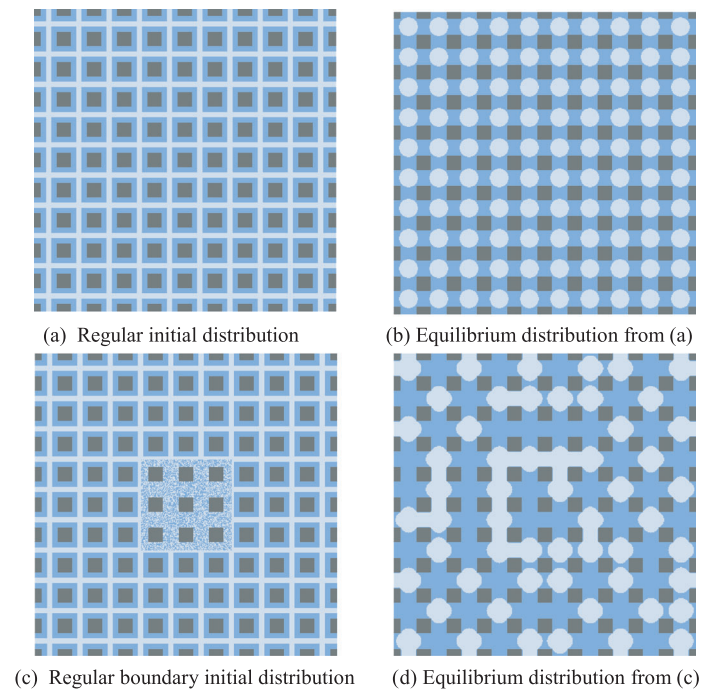 (a) Regular initial distribution
(b) Equilibrium distribution from (a)
(c) Regular boundary initial distribution
(d) Equilibrium distribution from (c)